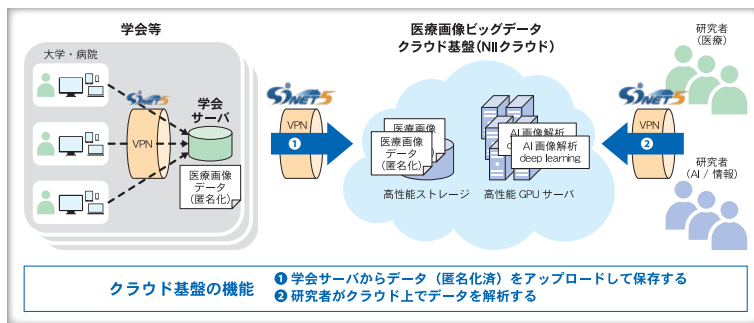 学会等
大学・病院
SINET5
VPN
学会
サーバ
医療画像
データ
(匿名化)
SINET5
VPN
❶
医療画像ビッグデータ
クラウド基盤(NIIクラウド)
医療画像
医療画像
データ
(匿名化)
高性能ストレージ
AI 画像解析
AI 画像解析
deep learning
高性能 GPU サーバ
SINET5
VPN
❷
研究者
(医療)
研究者
(AI / 情報)
クラウド基盤の機能
❶ 学会サーバからデータ(匿名化済)をアップロードして保存する
❷ 研究者がクラウド上でデータを解析する